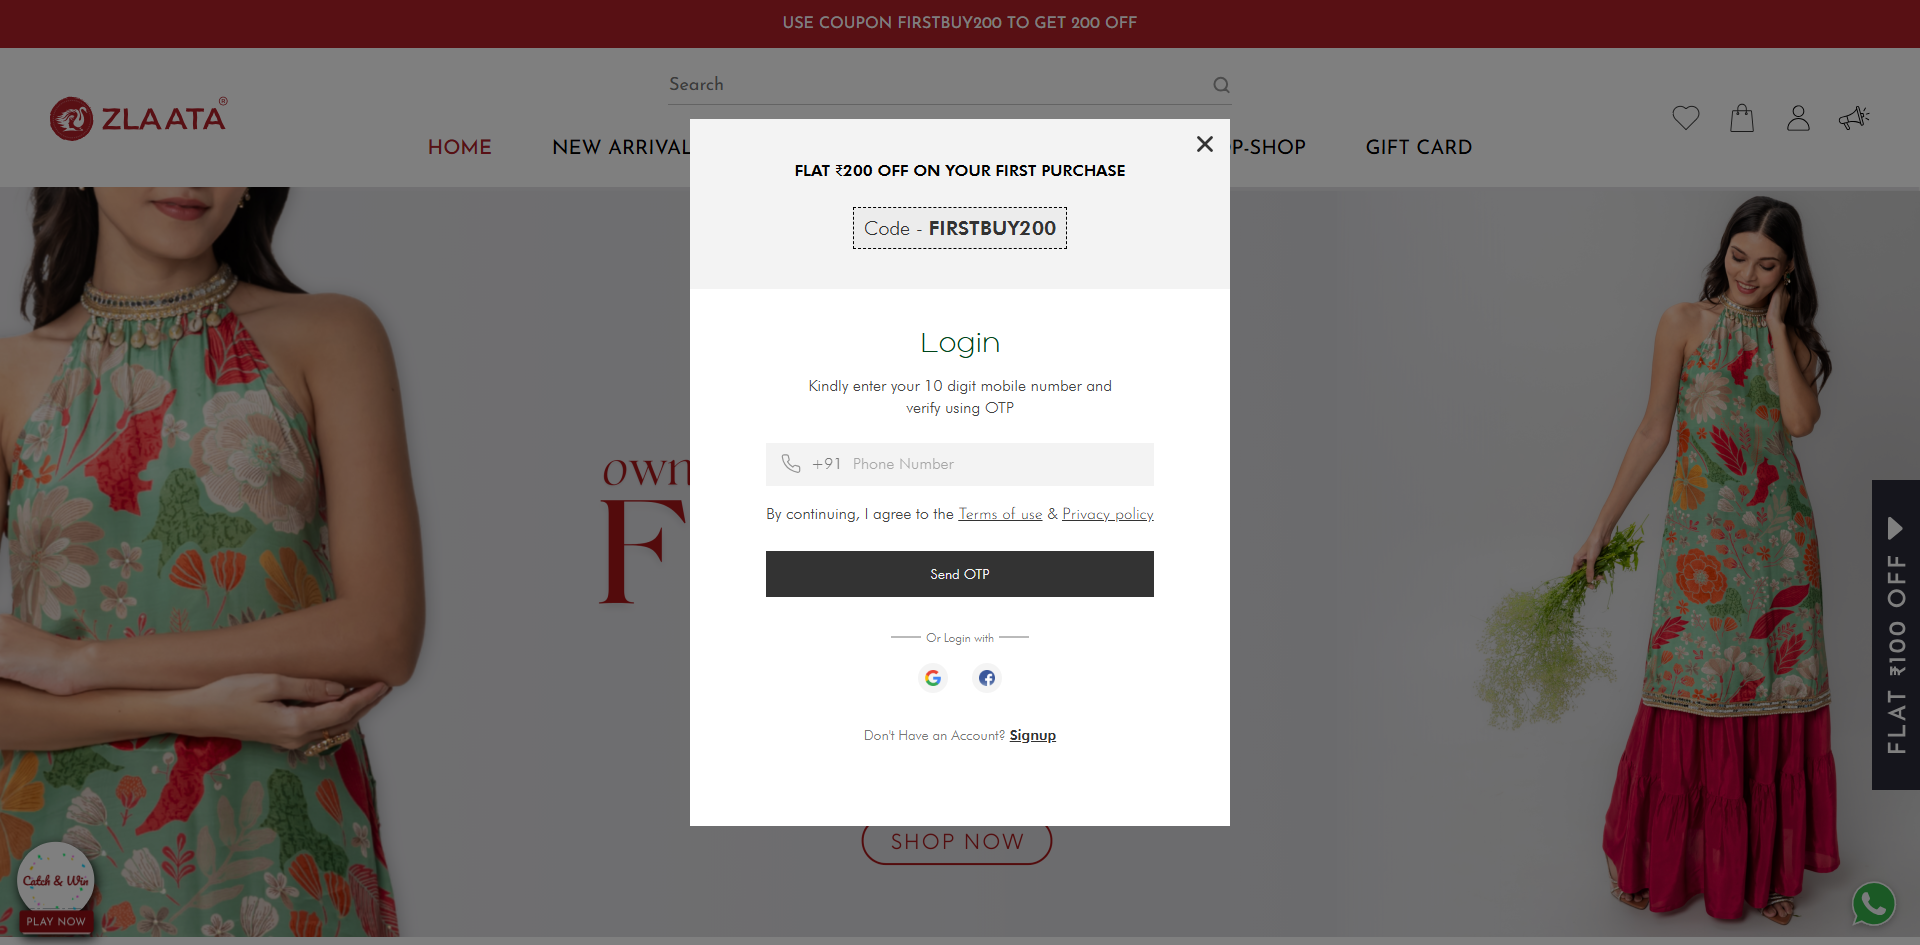 USE COUPON FIRSTBUY200 TO GET 200 OFF
Search
ZLAATA®
HOME
NEW ARRIVAL
P-SHOP
GIFT CARD
FLAT ₹200 OFF ON YOUR FIRST PURCHASE
Code - FIRSTBUY200
Login
Kindly enter your 10 digit mobile number and
verify using OTP
own
F
+91 Phone Number
By continuing, I agree to the Terms of use & Privacy policy
Send OTP
Or Login with
Don't Have an Account? Signup
FLAT ₹100 OFF
SHOP NOW
Catch & Win
PLAY NOW